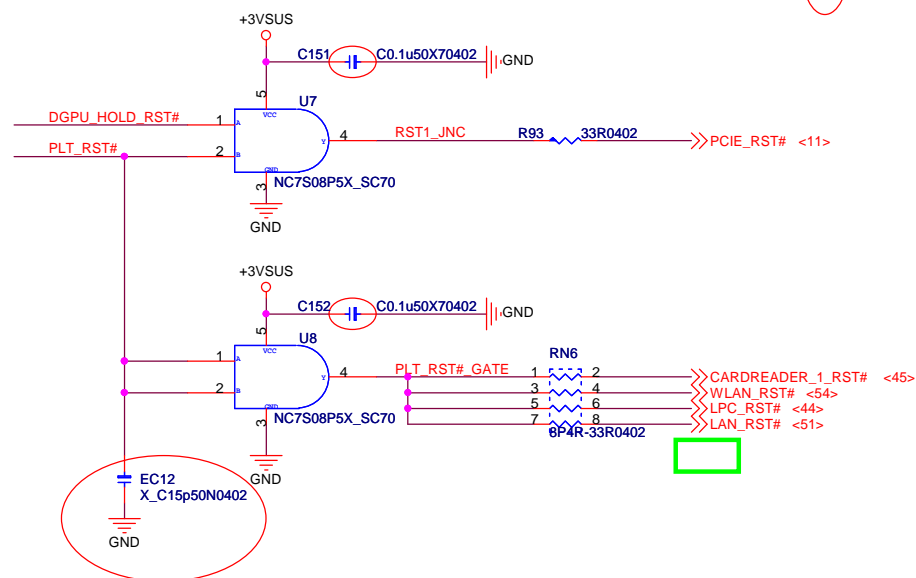 +3VSUS
C151 C0.1u50X70402 GND
U7
5
VCC
DGPU_HOLD_RST# 1 A
4 RST1_JNC R93 33R0402 PCIE_RST# <11>
Y
PLT_RST# 2 B
GND
3 NC7S08P5X_SC70
GND
+3VSUS
C152 C0.1u50X70402 GND
U8
5
VCC
RN6
1 A
4 PLT_RST#_GATE 1 2 CARDREADER_1_RST# <45>
Y
2 B
3 4 WLAN_RST# <54>
5 6 LPC_RST# <44>
7 8 LAN_RST# <51>
GND
3 NC7S08P5X_SC70
8P4R-33R0402
GND
EC12
X_C15p50N0402
GND